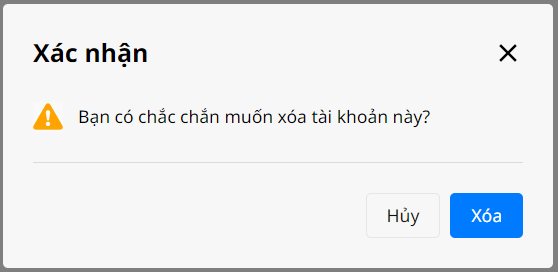 Xác nhận
Bạn có chắc chắn muốn xóa tài khoản này?
Hủy
Xóa